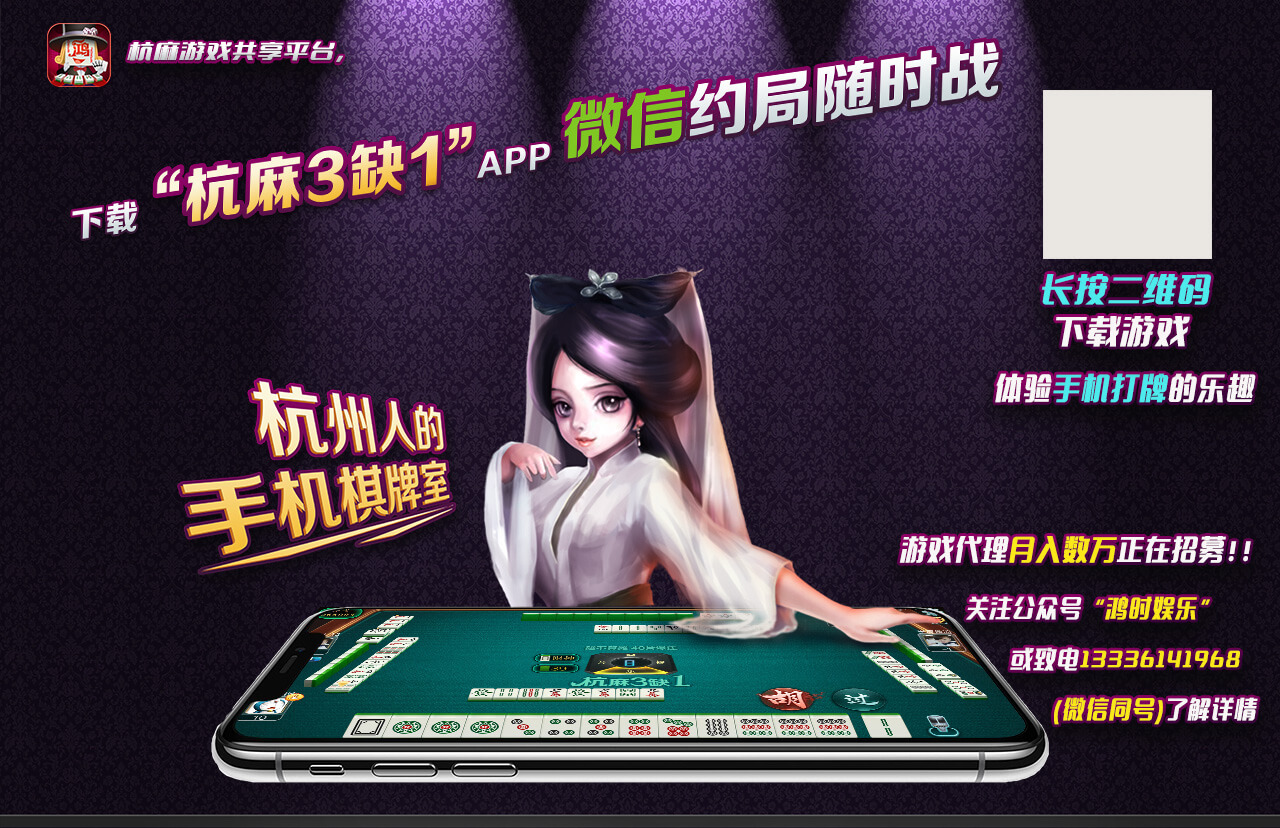 杭麻游戏共享平台，
下载“杭麻3缺1”APP 微信约局随时战
长按二维码
下载游戏
体验手机打牌的乐趣
杭州人的
手机棋牌室
游戏代理月入数万正在招募!!
关注公众号“鸿时娱乐”
或致电13336141968
(微信同号)了解详情
杭麻3缺1
胡
过
鸿